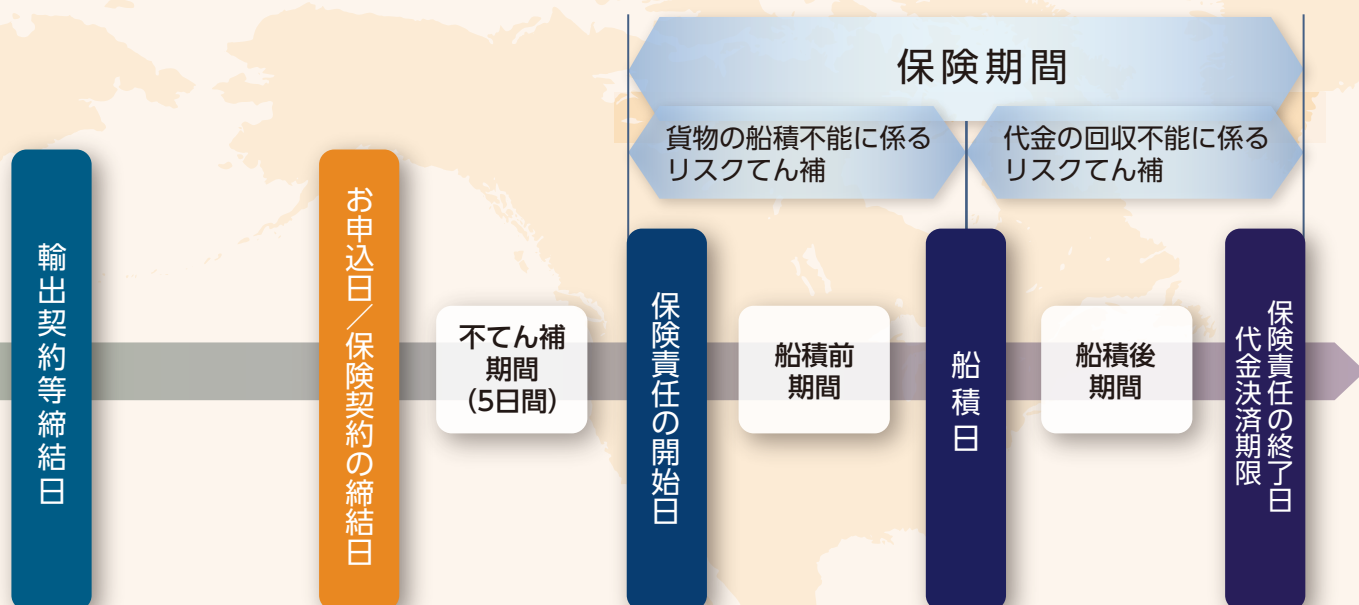 保険期間
貨物の船積不能に係る
リスクてん補
代金の回収不能に係る
リスクてん補
輸出契約等締結日
お申込日/保険契約の締結日
不てん補
期間
(5日間)
保険責任の開始日
船積前
期間
船積日
船積後
期間
保険責任の終了日
代金決済期限